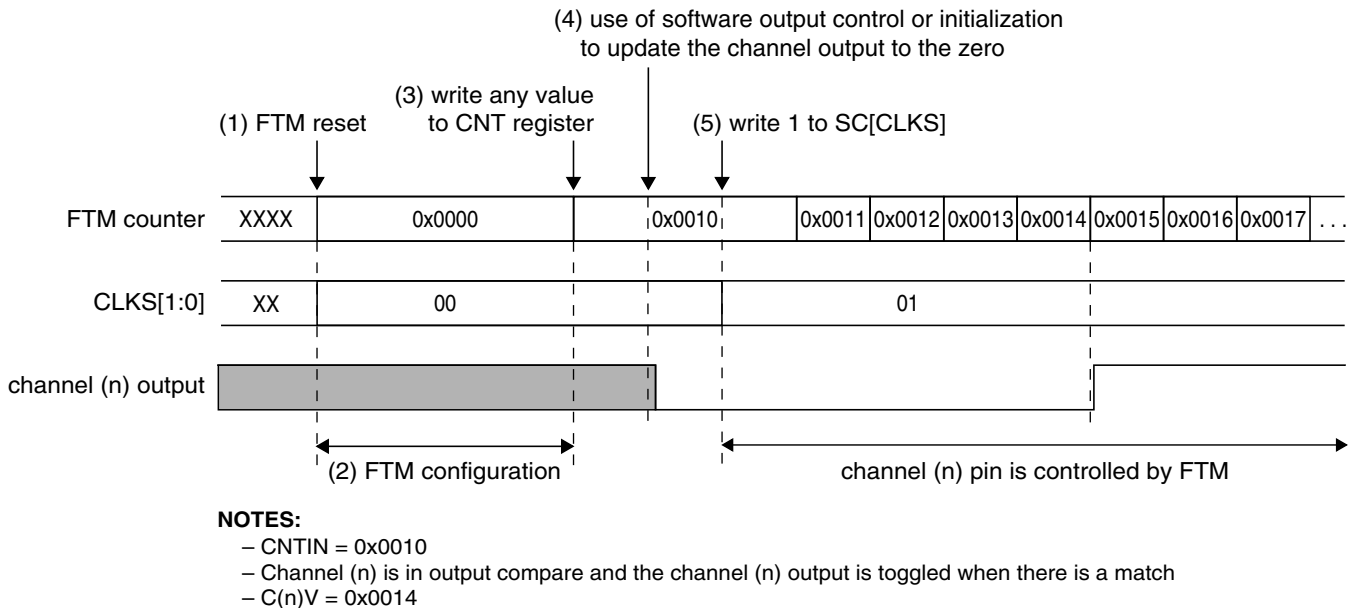 (4) use of software output control or initialization
to update the channel output to the zero
(3) write any value
to CNT register
(1) FTM reset
(5) write 1 to SC[CLKS]
FTM counter XXXX 0x0000 0x0010 0x0011 0x0012 0x0013 0x0014 0x0015 0x0016 0x0017 . . .
CLKS[1:0] XX 00 01
channel (n) output
(2) FTM configuration
channel (n) pin is controlled by FTM
NOTES:
– CNTIN = 0x0010
– Channel (n) is in output compare and the channel (n) output is toggled when there is a match
– C(n)V = 0x0014